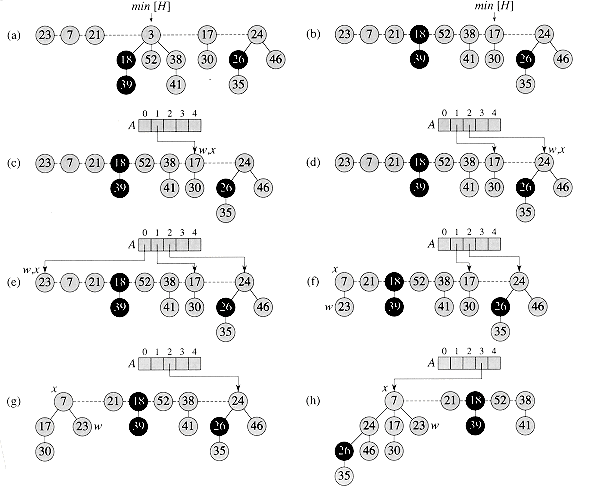 min [H] min [H]
(a) 23 7 21 3 17 24 (b) 23 7 21 18 52 38 17 24
18 52 38 30 26 46 39 41 30 26 46
39 41 35 35
0 1 2 3 4 0 1 2 3 4
A A
w,x w,x
(c) 23 7 21 18 52 38 17 24 (d) 23 7 21 18 52 38 17 24
39 41 30 26 46 39 41 30 26 46
35 35
0 1 2 3 4 0 1 2 3 4
A A
w,x x
(e) 23 7 21 18 52 38 17 24 (f) 7 21 18 52 38 17 24
39 41 30 26 46 w 23 39 41 30 26 46
35 35
0 1 2 3 4 0 1 2 3 4
A A
x x
(g) 7 21 18 52 38 24 (h) 7 21 18 52 38
17 23 w 39 41 26 46 24 17 23 w 39 41
30 35 26 46 30
35